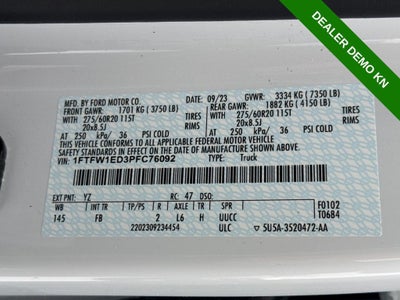 DEALER DEMO KN
MFD. BY FORD MOTOR CO.
09/23 GVWR: 3334 KG (7350 LB)
FRONT GAWR: 1701 KG (3750 LB) REAR GAWR: 1882 KG (4150 LB)
WITH 275/60R20 115T TIRES WITH 275/60R20 115T TIRES
20x8.5J RIMS 20x8.5J RIMS
AT 250 kPa/ 36 PSI COLD AT 250 kPa/ 36 PSI COLD
THIS VEHICLE CONFORMS TO ALL APPLICABLE FEDERAL MOTOR VEHICLE
SAFETY STANDARDS IN EFFECT ON THE DATE OF MANUFACTURE SHOWN ABOVE.
VIN: 1FTFW1ED3PFC76092
TYPE: Truck
EXT PNT: YZ RC: 47 DSO: F0102
WB INT TR TP/PS R AXLE TR SPR T0684
145 FB 2 L6 H UUCC
2202309234454 ULC 5U5A-3520472-AA